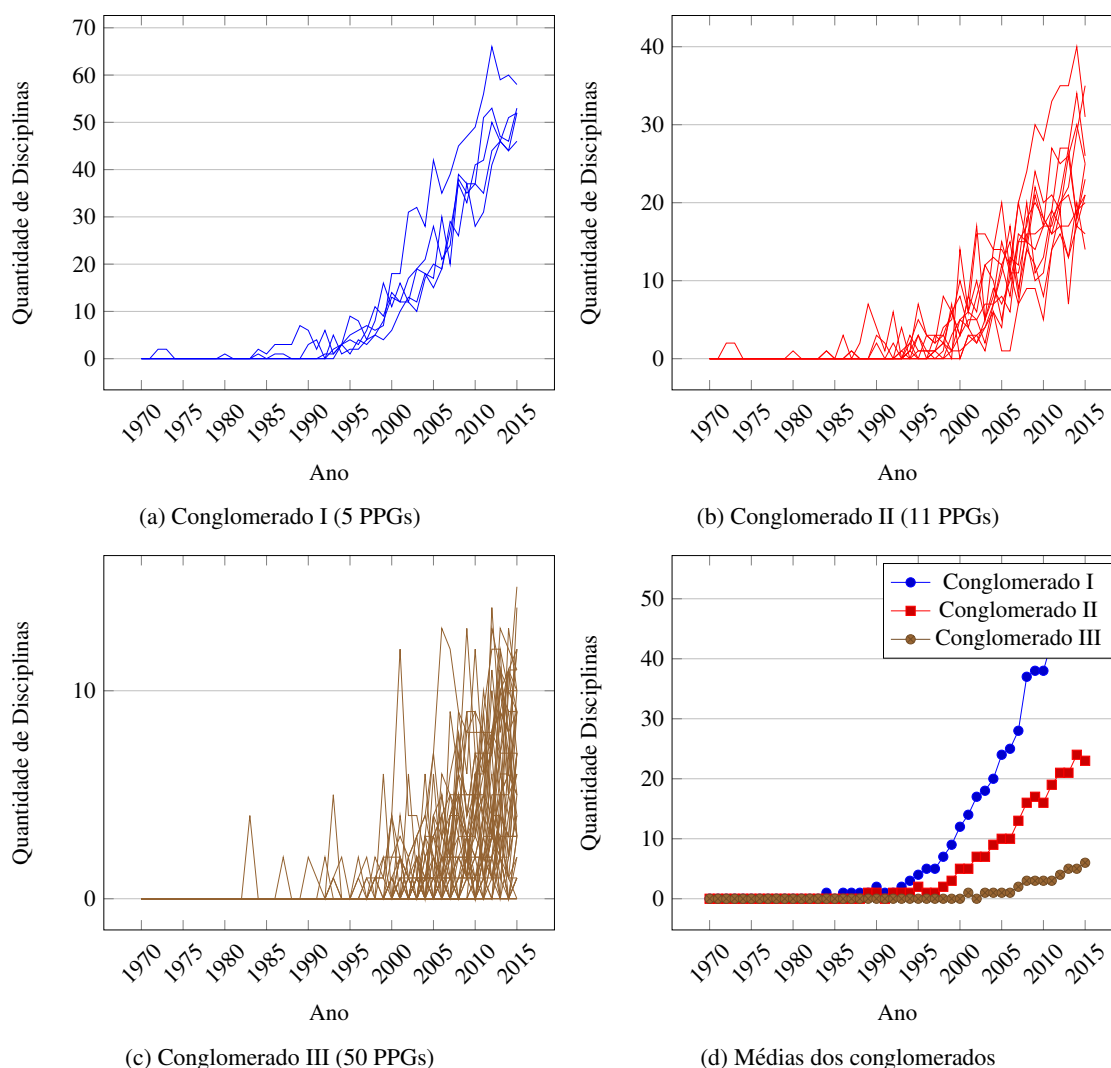 70
60
50
40
30
20
10
0
Quantidade de Disciplinas
1970 1975 1980 1985 1990 1995 2000 2005 2010 2015
Ano
(a) Conglomerado I (5 PPGs)
40
30
20
10
0
Quantidade de Disciplinas
1970 1975 1980 1985 1990 1995 2000 2005 2010 2015
Ano
(b) Conglomerado II (11 PPGs)
10
0
Quantidade de Disciplinas
1970 1975 1980 1985 1990 1995 2000 2005 2010 2015
Ano
(c) Conglomerado III (50 PPGs)
50
40
30
20
10
0
Quantidade Disciplinas
Conglomerado I
Conglomerado II
Conglomerado III
1970 1975 1980 1985 1990 1995 2000 2005 2010 2015
Ano
(d) Médias dos conglomerados